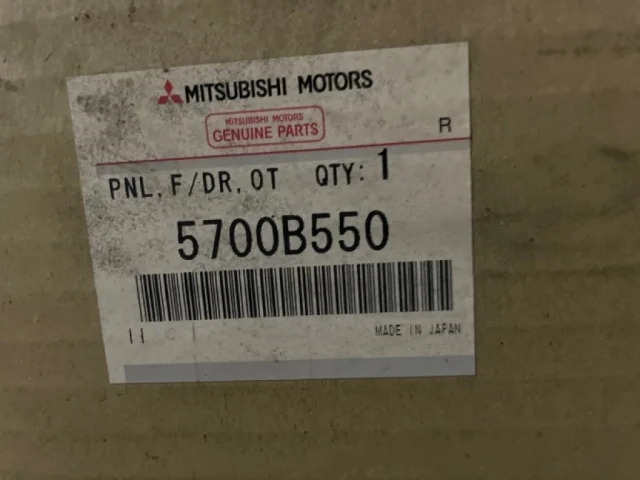 MITSUBISHI MOTORS
MITSUBISHI MOTORS
GENUINE PARTS
R
PNL, F/DR, OT QTY: 1
5700B550
MADE IN JAPAN